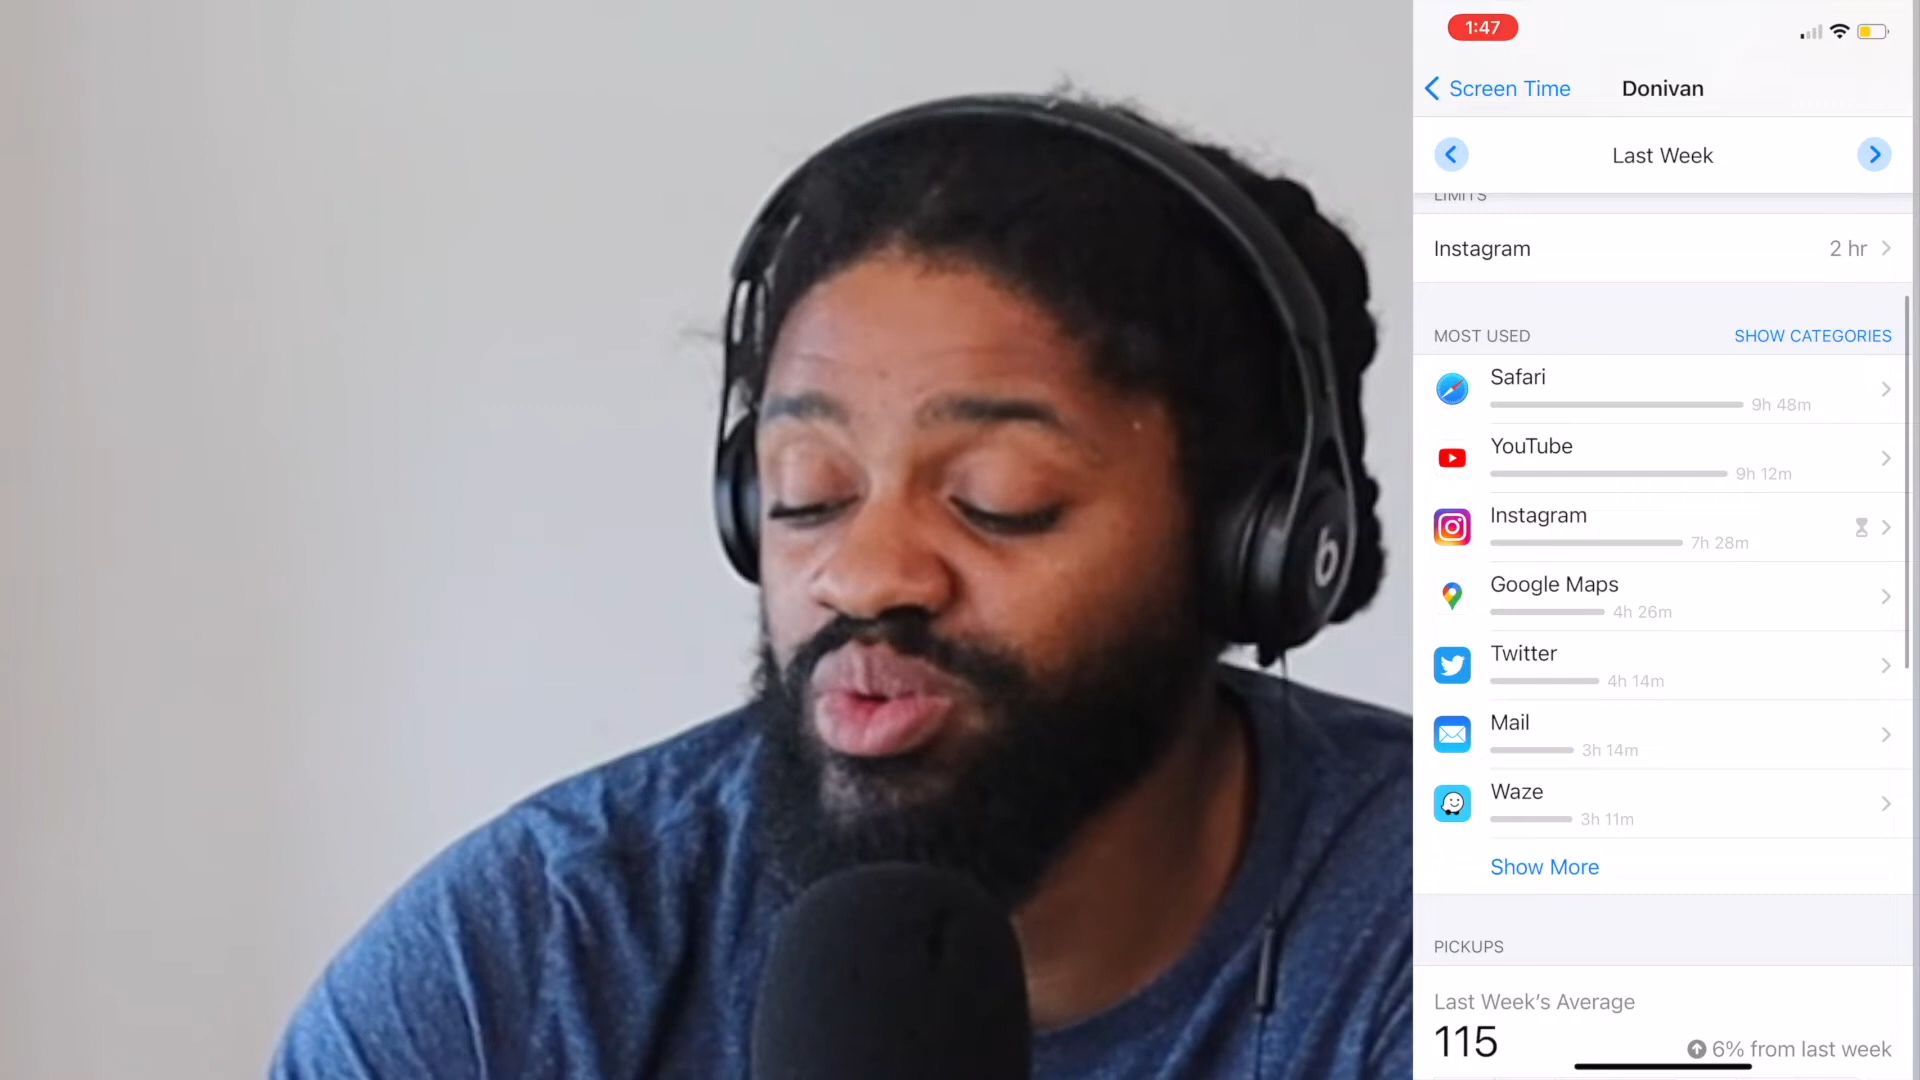 1:47
Screen Time
Donivan
Last Week
LIMITS
Instagram
2 hr
MOST USED
SHOW CATEGORIES
Safari
9h 48m
YouTube
9h 12m
Instagram
7h 28m
Google Maps
4h 26m
Twitter
4h 14m
Mail
3h 14m
Waze
3h 11m
Show More
PICKUPS
Last Week's Average
115
6% from last week
b